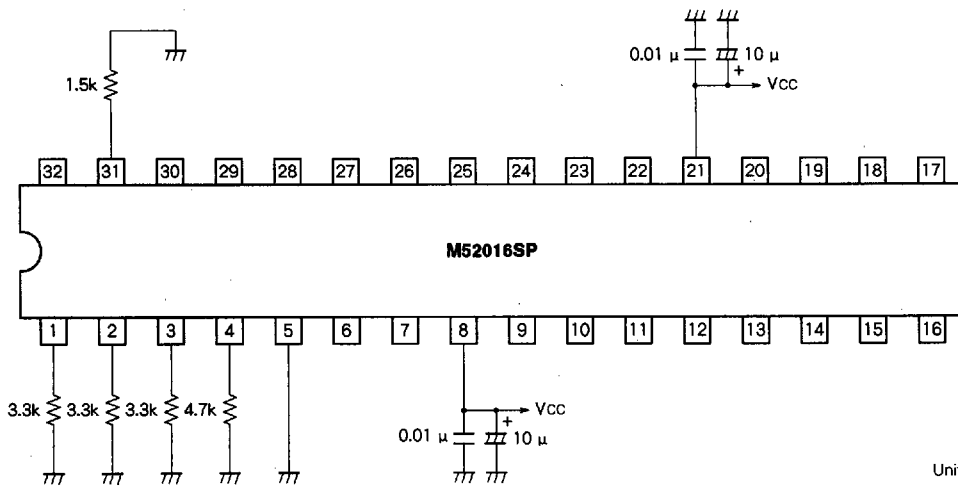 0.01 μ 10 μ
+
1.5k
Vcc
32 31 30 29 28 27 26 25 24 23 22 21 20 19 18 17
M52016SP
1 2 3 4 5 6 7 8 9 10 11 12 13 14 15 16
3.3k 3.3k 3.3k 4.7k
Vcc
+
0.01 μ 10 μ
Uni